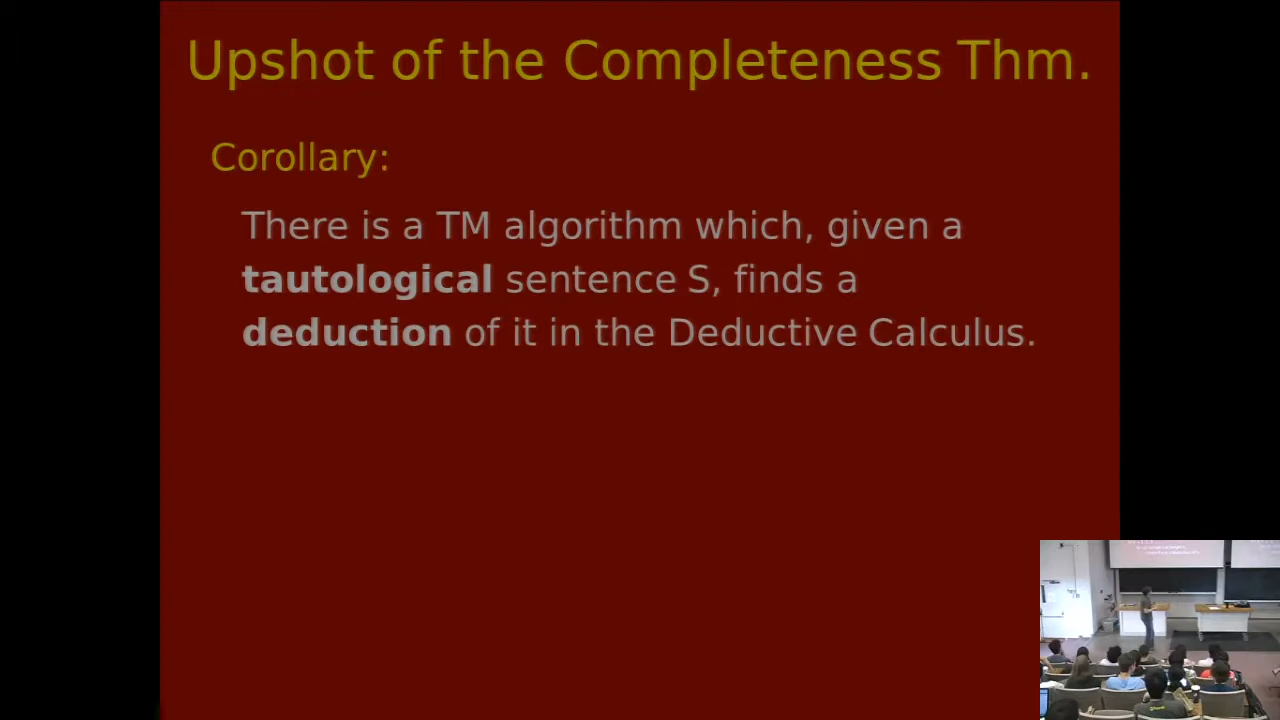 Upshot of the Completeness Thm.
Corollary:
There is a TM algorithm which, given a
tautological sentence S, finds a
deduction of it in the Deductive Calculus.